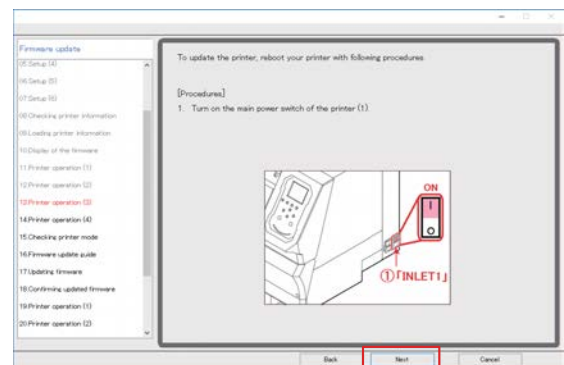 Firmware update
05 Setup (4)
06 Setup (5)
07 Setup (6)
08 Checking printer information
09 Loading printer information
10 Display of the firmware
11 Printer operation (1)
12 Printer operation (2)
13 Printer operation (3)
14 Printer operation (4)
15 Checking printer mode
16 Firmware update guide
17 Updating firmware
18 Confirming updated firmware
19 Printer operation (1)
20 Printer operation (2)
To update the printer, reboot your printer with following procedures
[Procedures]
1. Turn on the main power switch of the printer (1).
ON
①「INLET1」
Back
Next
Cancel